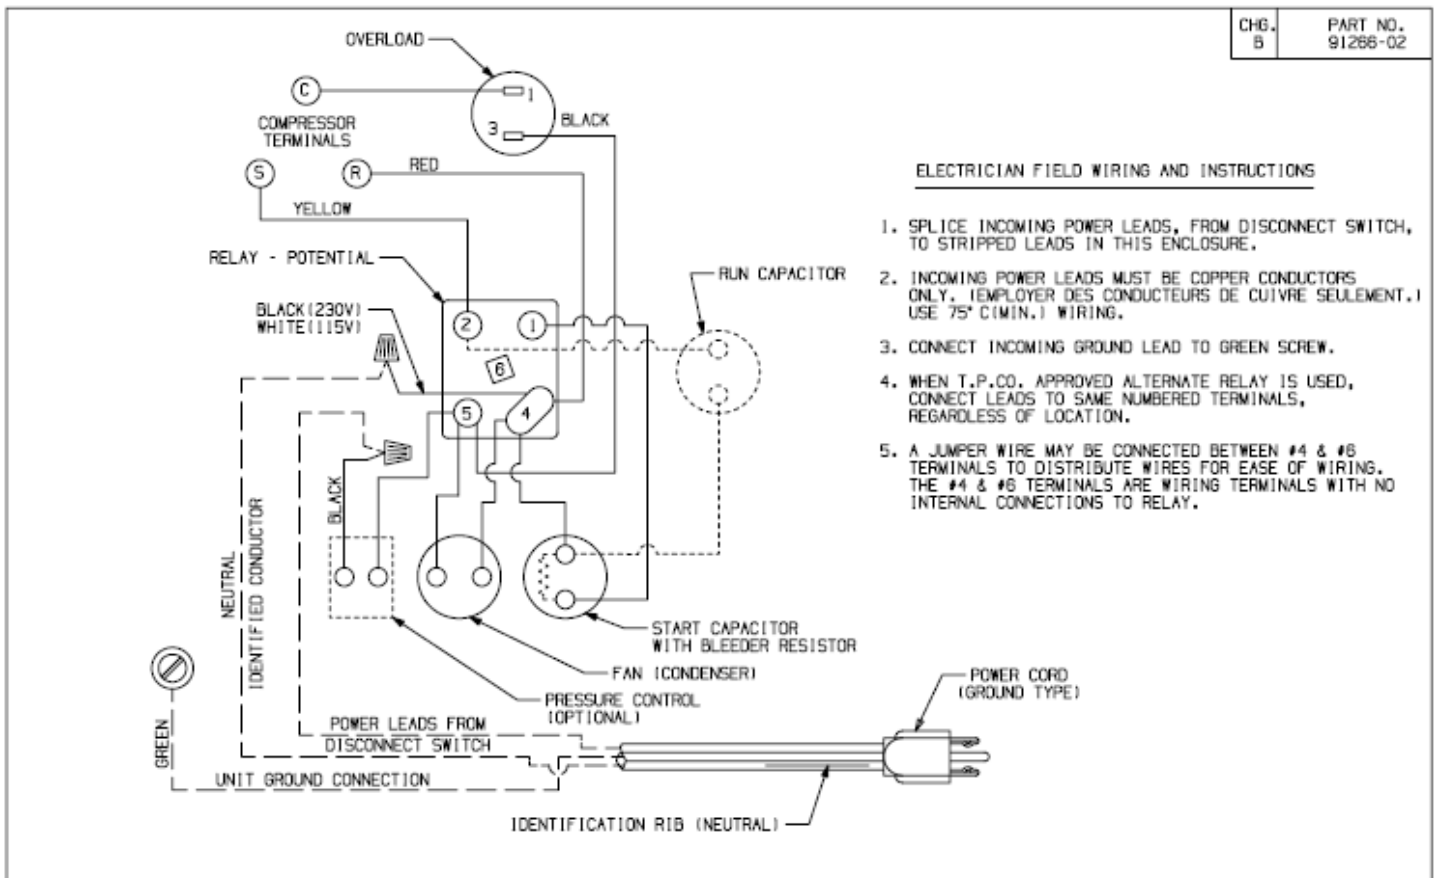 CHG. PART NO.
B 91266-02
OVERLOAD
C
1
3
BLACK
COMPRESSOR
TERMINALS
S
R
RED
YELLOW
RELAY - POTENTIAL
RUN CAPACITOR
BLACK(230V)
WHITE(115V)
2
1
6
5
4
BLACK
NEUTRAL
IDENTIFIED CONDUCTOR
START CAPACITOR
WITH BLEEDER RESISTOR
FAN (CONDENSER)
PRESSURE CONTROL
(OPTIONAL)
GREEN
POWER LEADS FROM
DISCONNECT SWITCH
UNIT GROUND CONNECTION
POWER CORD
(GROUND TYPE)
IDENTIFICATION RIB (NEUTRAL)
ELECTRICIAN FIELD WIRING AND INSTRUCTIONS
1. SPLICE INCOMING POWER LEADS, FROM DISCONNECT SWITCH,
TO STRIPPED LEADS IN THIS ENCLOSURE.
2. INCOMING POWER LEADS MUST BE COPPER CONDUCTORS
ONLY. (EMPLOYER DES CONDUCTEURS DE CUIVRE SEULEMENT.)
USE 75° C(MIN.) WIRING.
3. CONNECT INCOMING GROUND LEAD TO GREEN SCREW.
4. WHEN T.P.CO. APPROVED ALTERNATE RELAY IS USED,
CONNECT LEADS TO SAME NUMBERED TERMINALS,
REGARDLESS OF LOCATION.
5. A JUMPER WIRE MAY BE CONNECTED BETWEEN #4 & #6
TERMINALS TO DISTRIBUTE WIRES FOR EASE OF WIRING.
THE #4 & #6 TERMINALS ARE WIRING TERMINALS WITH NO
INTERNAL CONNECTIONS TO RELAY.